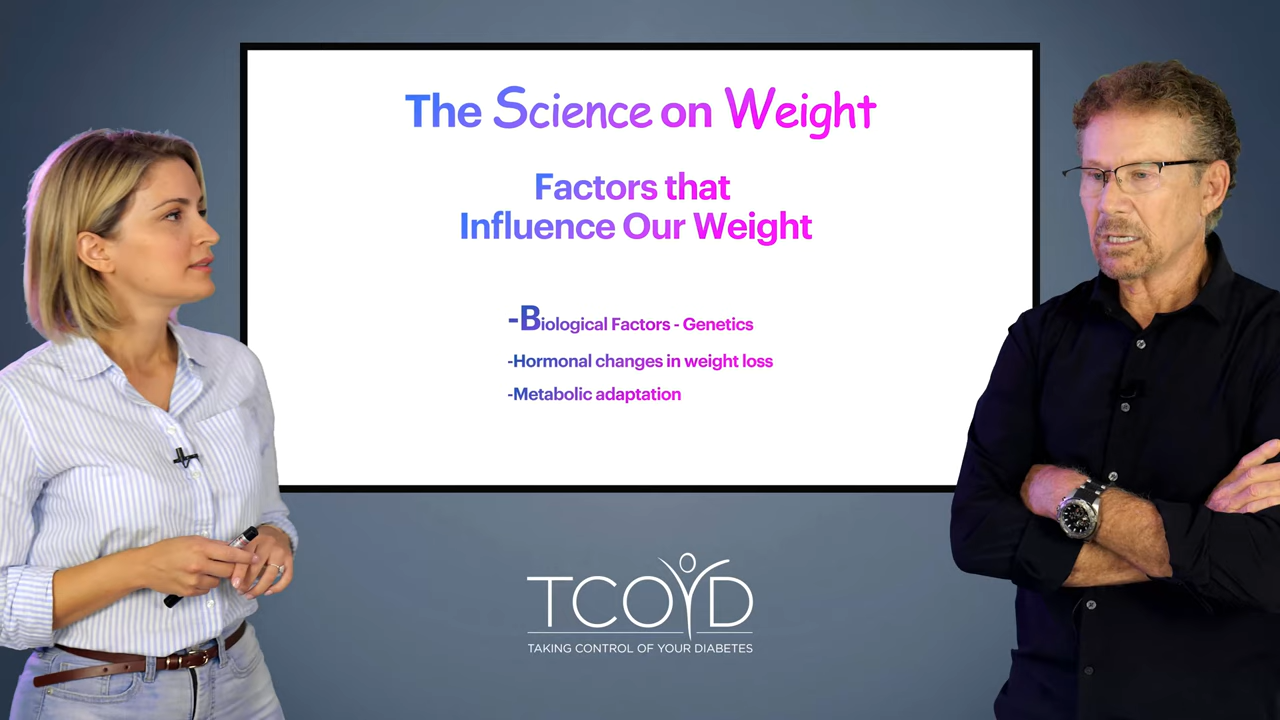 The Science on Weight
Factors that
Influence Our Weight
-Biological Factors - Genetics
-Hormonal changes in weight loss
-Metabolic adaptation
TCOYD
TAKING CONTROL OF YOUR DIABETES